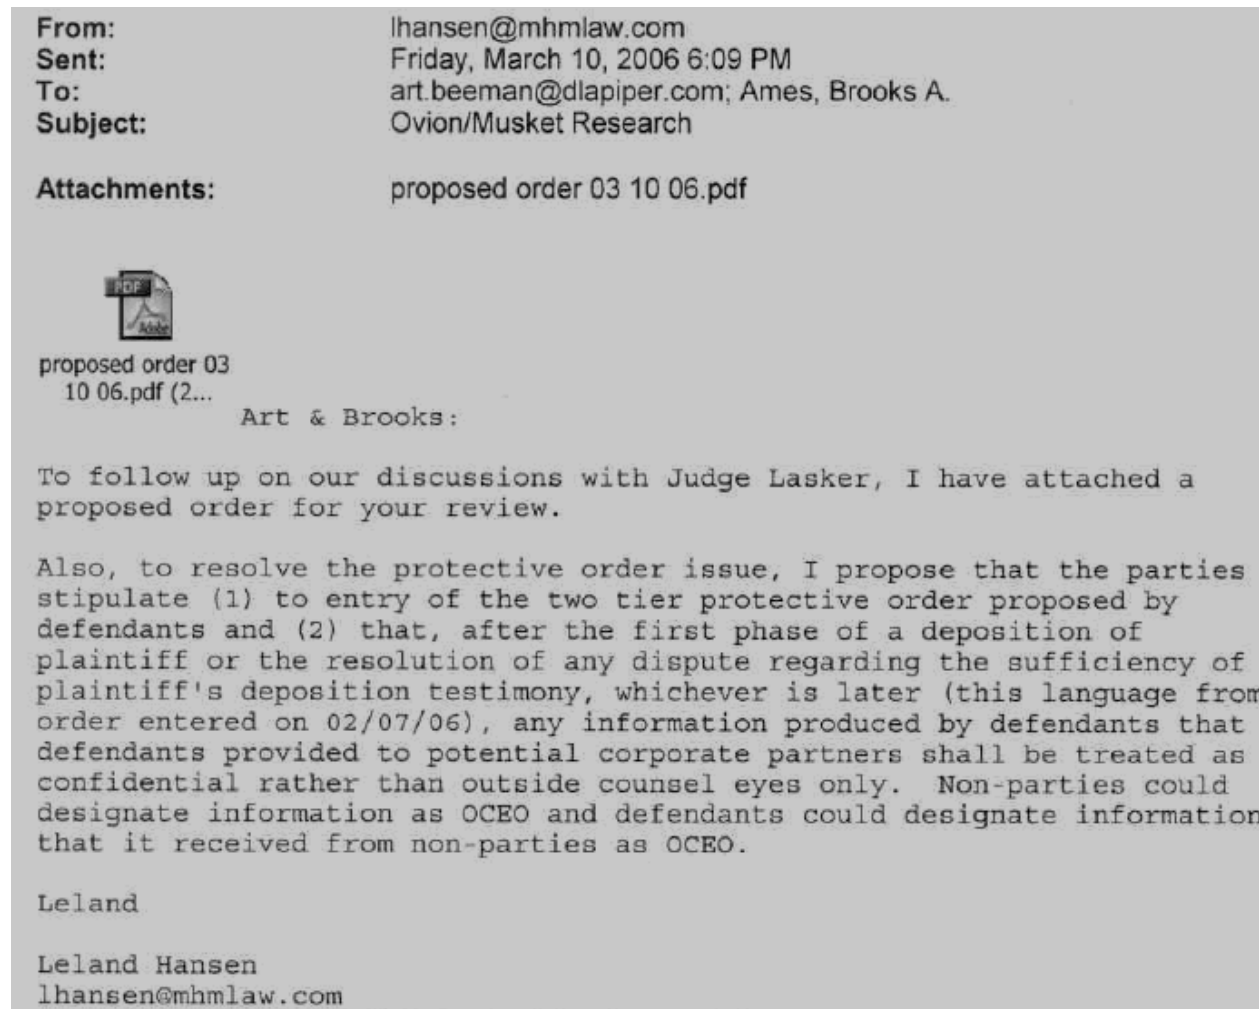 From: lhansen@mhmlaw.com
Sent: Friday, March 10, 2006 6:09 PM
To: art.beeman@dlapiper.com; Ames, Brooks A.
Subject: Ovion/Musket Research
Attachments: proposed order 03 10 06.pdf
PDF
Adobe
proposed order 03
10 06.pdf (2...
Art & Brooks:
To follow up on our discussions with Judge Lasker, I have attached a
proposed order for your review.
Also, to resolve the protective order issue, I propose that the parties
stipulate (1) to entry of the two tier protective order proposed by
defendants and (2) that, after the first phase of a deposition of
plaintiff or the resolution of any dispute regarding the sufficiency of
plaintiff's deposition testimony, whichever is later (this language from
order entered on 02/07/06), any information produced by defendants that
defendants provided to potential corporate partners shall be treated as
confidential rather than outside counsel eyes only.  Non-parties could
designate information as OCEO and defendants could designate information
that it received from non-parties as OCEO.
Leland
Leland Hansen
lhansen@mhmlaw.com